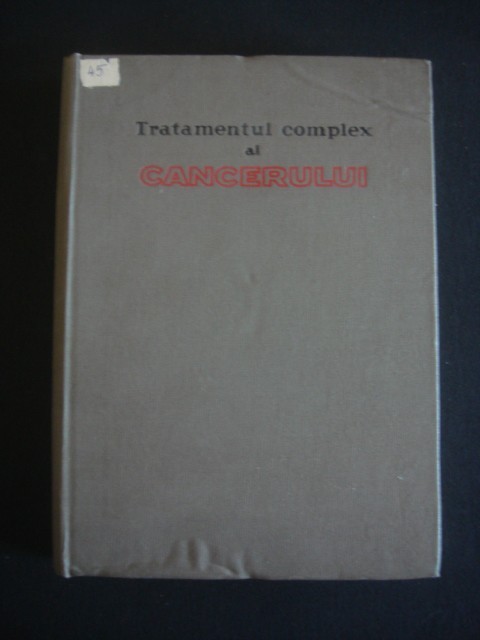 45
Tratamentul complex
al
CANCERULUI